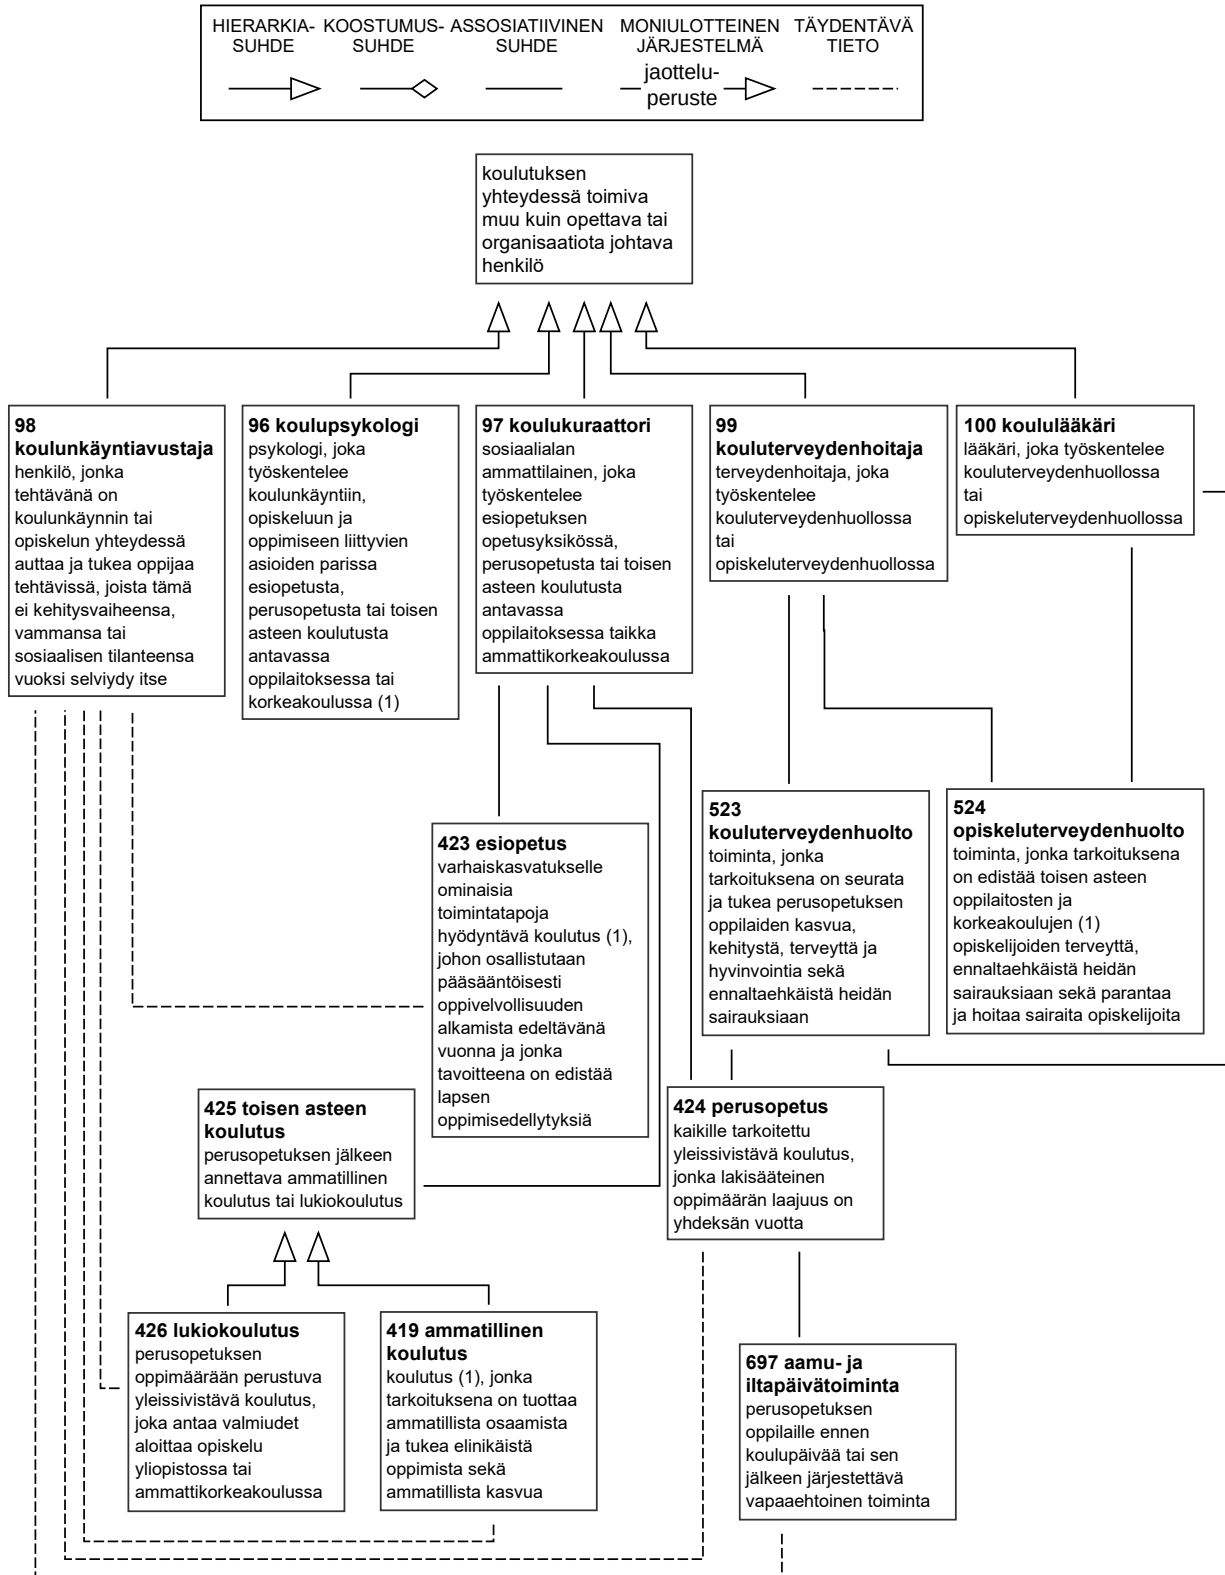 HIERARKIA-
SUHDE
KOOSTUMUS-
SUHDE
ASSOSIATIIVINEN
SUHDE
MONIULOTTEINEN
JÄRJESTELMÄ
jaottelu-
peruste
TÄYDENTÄVÄ
TIETO
koulutuksen
yhteydessä toimiva
muu kuin opettava tai
organisaatiota johtava
henkilö
98
koulunkäyntiavustaja
henkilö, jonka
tehtävänä on
koulunkäynnin tai
opiskelun yhteydessä
auttaa ja tukea oppijaa
tehtävissä, joista tämä
ei kehitysvaiheensa,
vammansa tai
sosiaalisen tilanteensa
vuoksi selviydy itse
96 koulupsykologi
psykologi, joka
työskentelee
koulunkäyntiin,
opiskeluun ja
oppimiseen liittyvien
asioiden parissa
esiopetusta,
perusopetusta tai toisen
asteen koulutusta
antavassa
oppilaitoksessa tai
korkeakoulussa (1)
97 koulukuraattori
sosiaalialan
ammattilainen, joka
työskentelee
esiopetuksen
opetusyksikössä,
perusopetusta tai toisen
asteen koulutusta
antavassa
oppilaitoksessa taikka
ammattikorkeakoulussa
99
kouluterveydenhoitaja
terveydenhoitaja, joka
työskentelee
kouluterveydenhuollossa
tai
opiskeluterveydenhuollossa
100 koululääkäri
lääkäri, joka työskentelee
kouluterveydenhuollossa
tai
opiskeluterveydenhuollossa
423 esiopetus
varhaiskasvatukselle
ominaisia
toimintatapoja
hyödyntävä koulutus (1),
johon osallistutaan
pääsääntöisesti
oppivelvollisuuden
alkamista edeltävänä
vuonna ja jonka
tavoitteena on edistää
lapsen
oppimisedellytyksiä
523
kouluterveydenhuolto
toiminta, jonka
tarkoituksena on seurata
ja tukea perusopetuksen
oppilaiden kasvua,
kehitystä, terveyttä ja
hyvinvointia sekä
ennaltaehkäistä heidän
sairauksiaan
524
opiskeluterveydenhuolto
toiminta, jonka tarkoituksena
on edistää toisen asteen
oppilaitosten ja
korkeakoulujen (1)
opiskelijoiden terveyttä,
ennaltaehkäistä heidän
sairauksiaan sekä parantaa
ja hoitaa sairaita opiskelijoita
425 toisen asteen
koulutus
perusopetuksen jälkeen
annettava ammatillinen
koulutus tai lukiokoulutus
424 perusopetus
kaikille tarkoitettu
yleissivistävä koulutus,
jonka lakisääteinen
oppimäärän laajuus on
yhdeksän vuotta
426 lukiokoulutus
perusopetuksen
oppimäärään perustuva
yleissivistävä koulutus,
joka antaa valmiudet
aloittaa opiskelu
yliopistossa tai
ammattikorkeakoulussa
419 ammatillinen
koulutus
koulutus (1), jonka
tarkoituksena on tuottaa
ammatillista osaamista
ja tukea elinikäistä
oppimista sekä
ammatillista kasvua
697 aamu- ja
iltapäivätoiminta
perusopetuksen
oppilaille ennen
koulupäivää tai sen
jälkeen järjestettävä
vapaaehtoinen toiminta